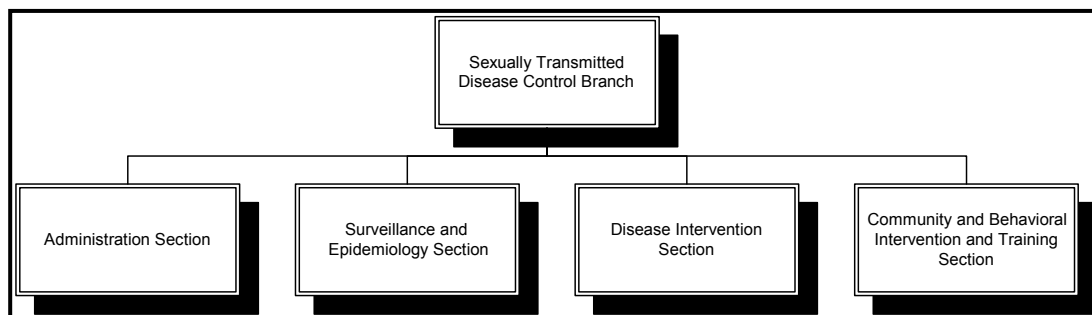 Sexually Transmitted
Disease Control Branch
Administration Section
Surveillance and
Epidemiology Section
Disease Intervention
Section
Community and Behavioral
Intervention and Training
Section